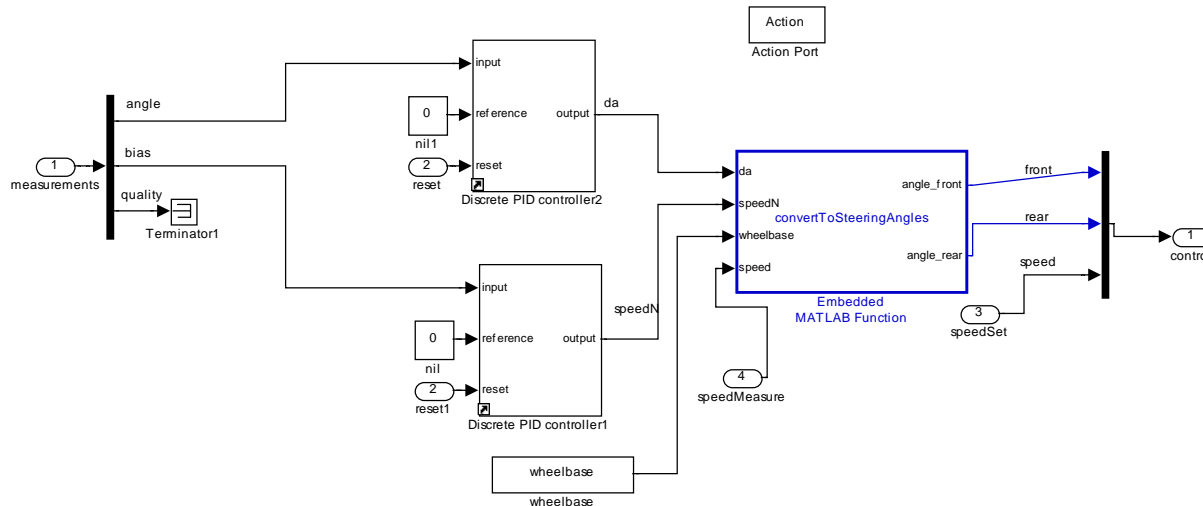 Action
Action Port
input
reference
output
reset
da
0
nil1
2
reset
Discrete PID controller2
angle
bias
quality
1
measurements
Terminator1
da
speedN
wheelbase
speed
convertToSteeringAngles
angle_front
angle_rear
Embedded
MATLAB Function
front
rear
speed
1
contro
3
speedSet
4
speedMeasure
input
reference
output
reset
speedN
0
nil
2
reset1
Discrete PID controller1
wheelbase
wheelbase